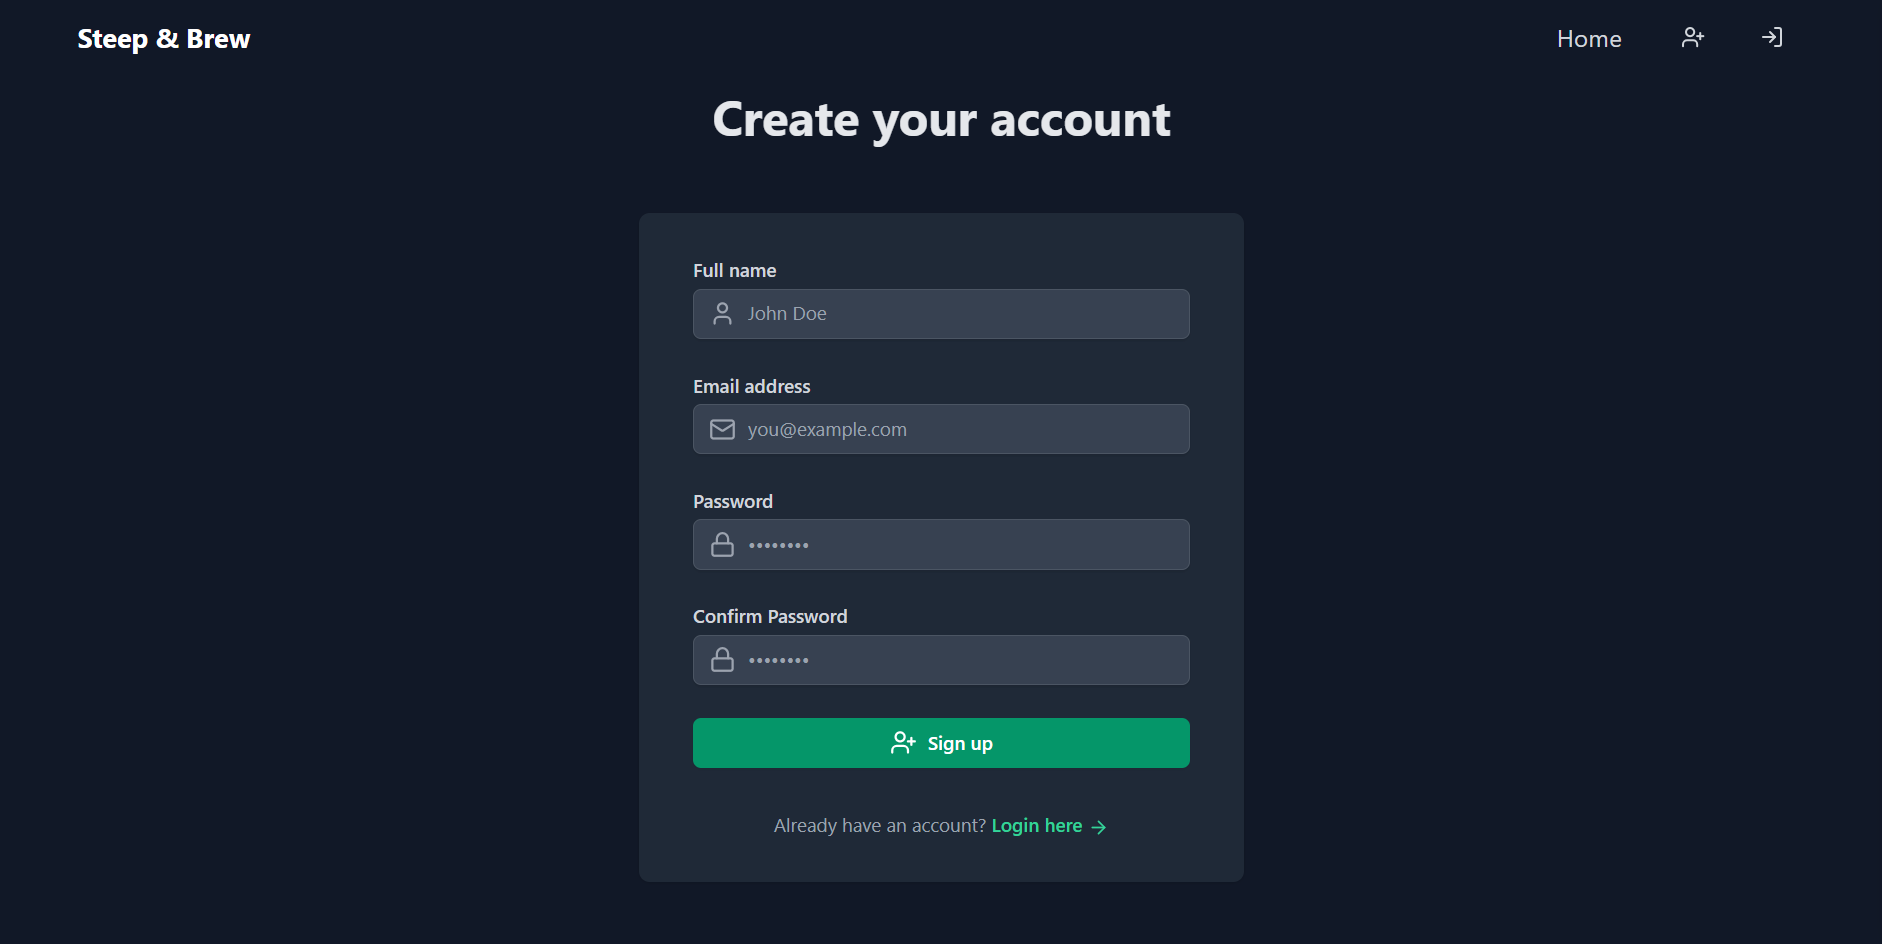 Steep & Brew
Home
Create your account
Full name
John Doe
Email address
you@example.com
Password
••••••••
Confirm Password
••••••••
Sign up
Already have an account? Login here →